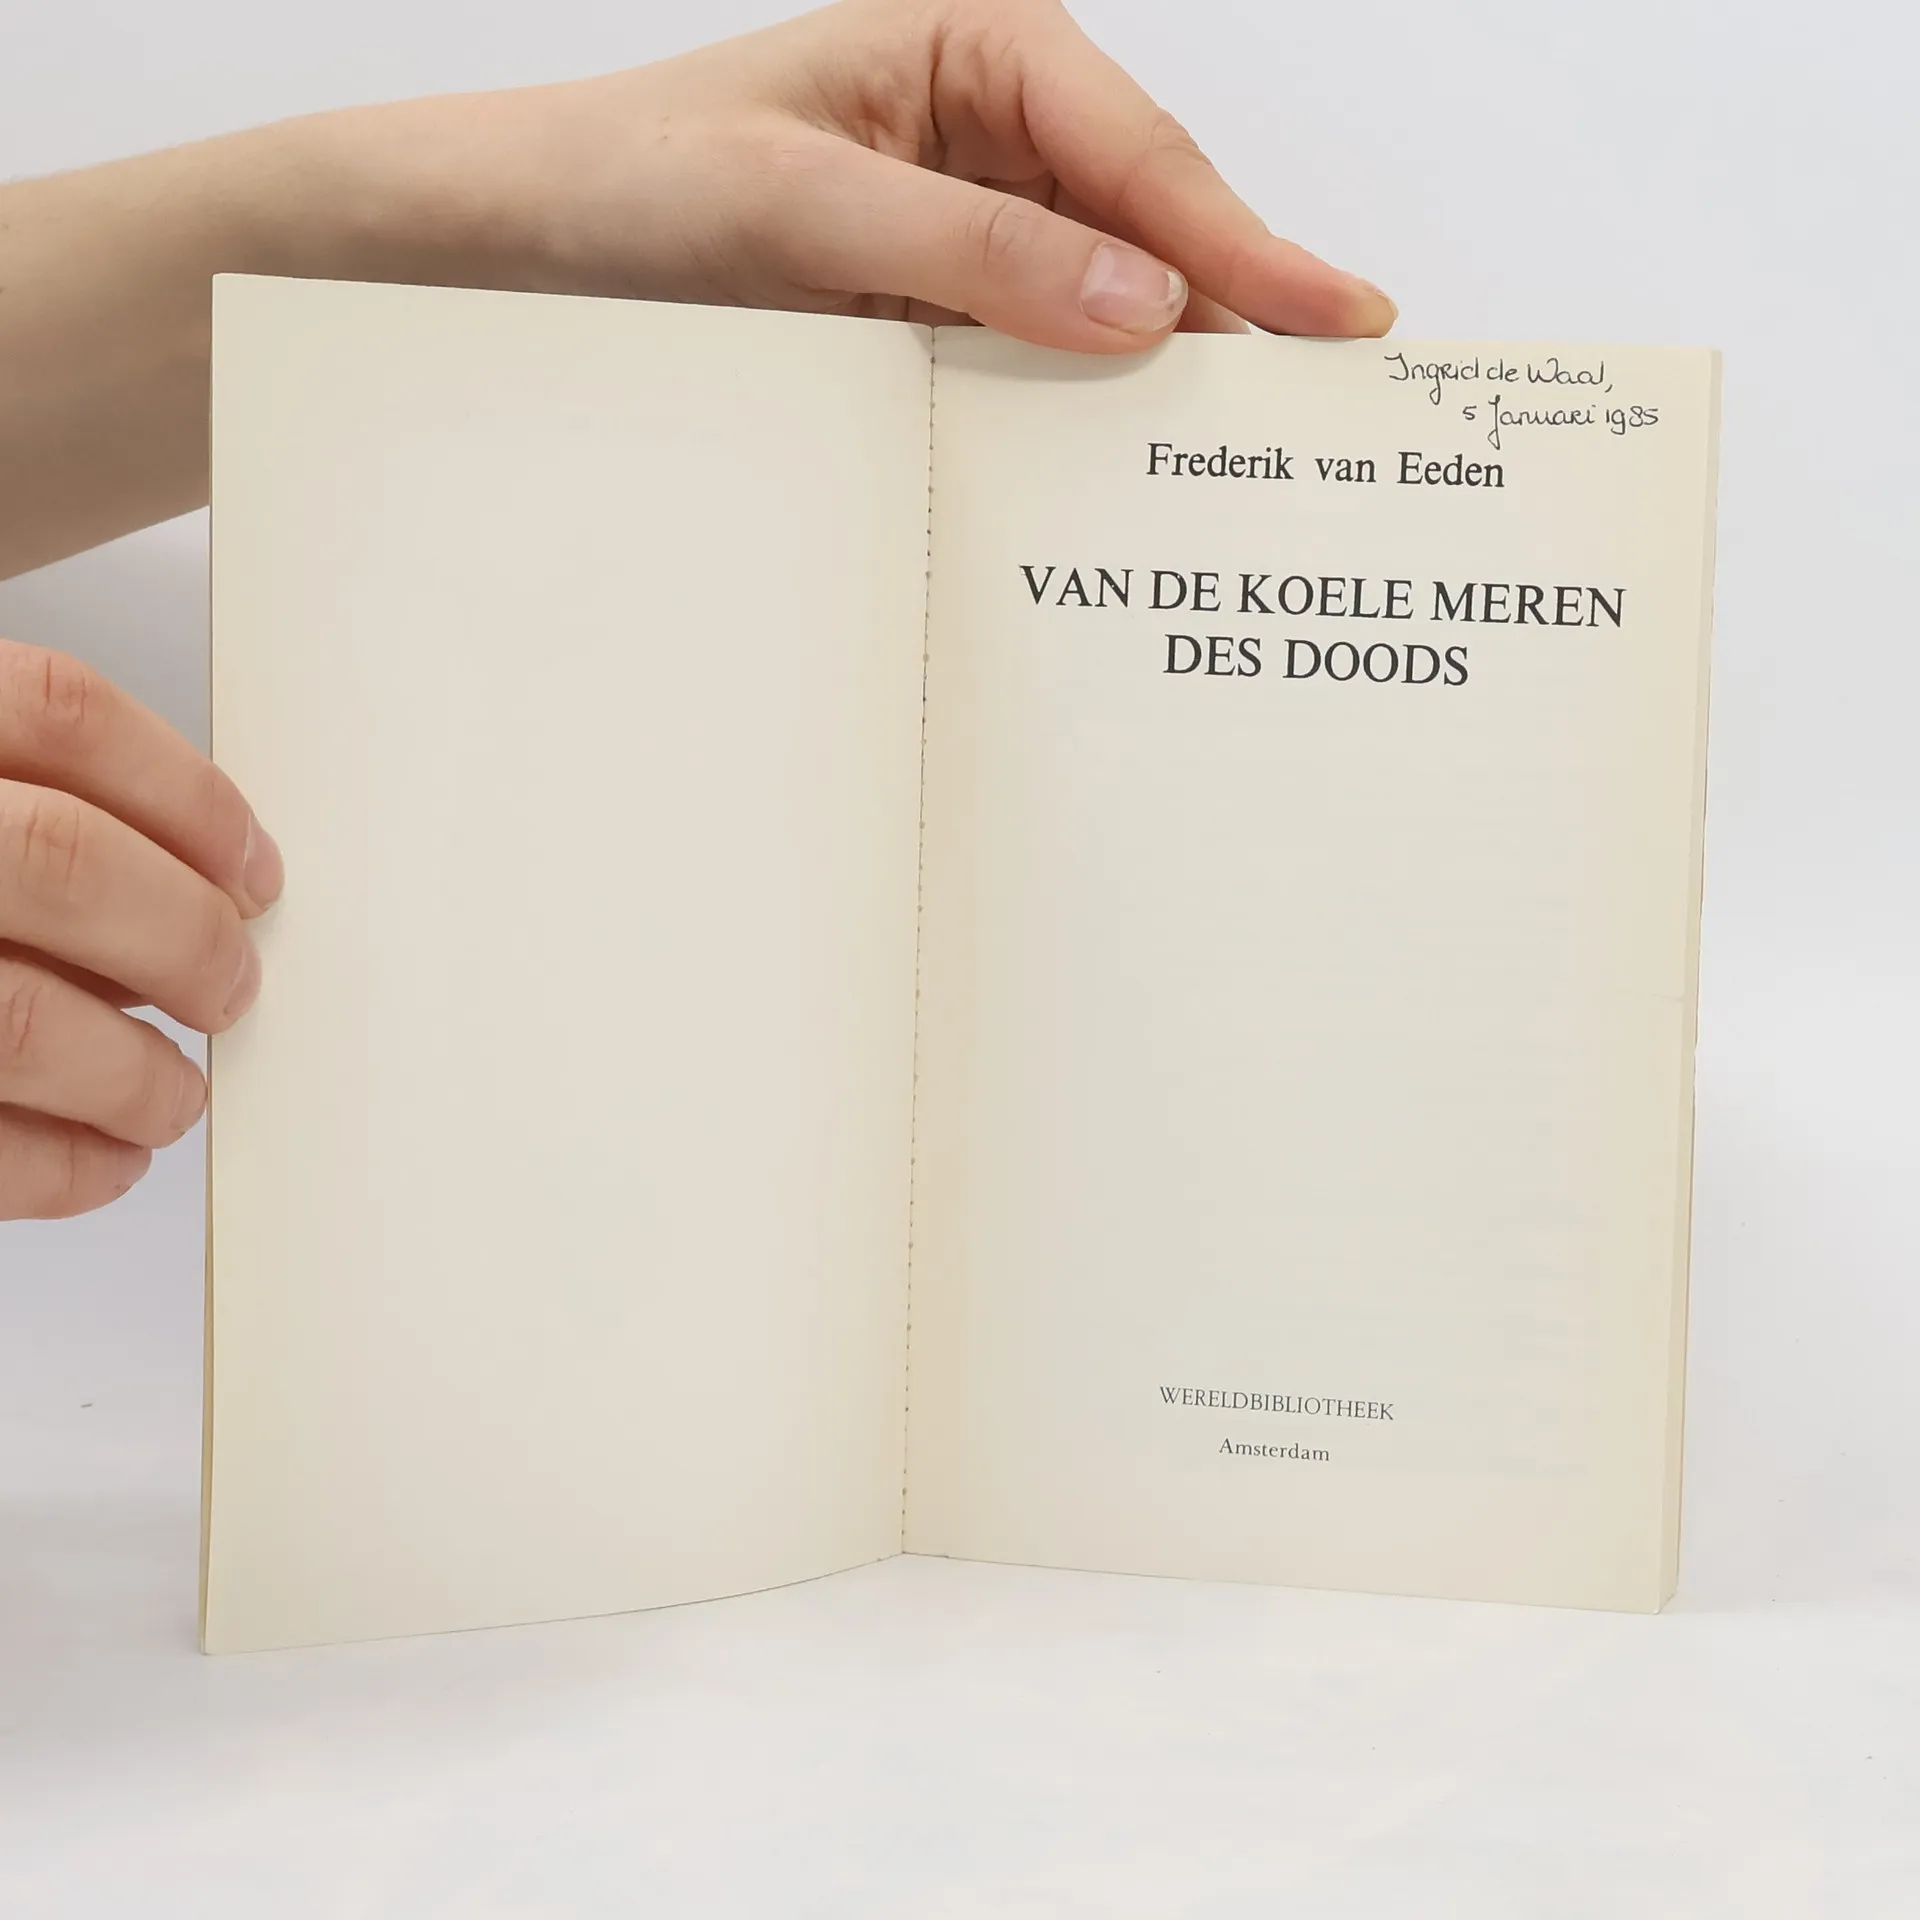 Ingrid de Waal,
5 Januari 1985
Frederik van Eeden
VAN DE KOELE MEREN
DES DOODS
WERELDBIBLIOTHEEK
Amsterdam